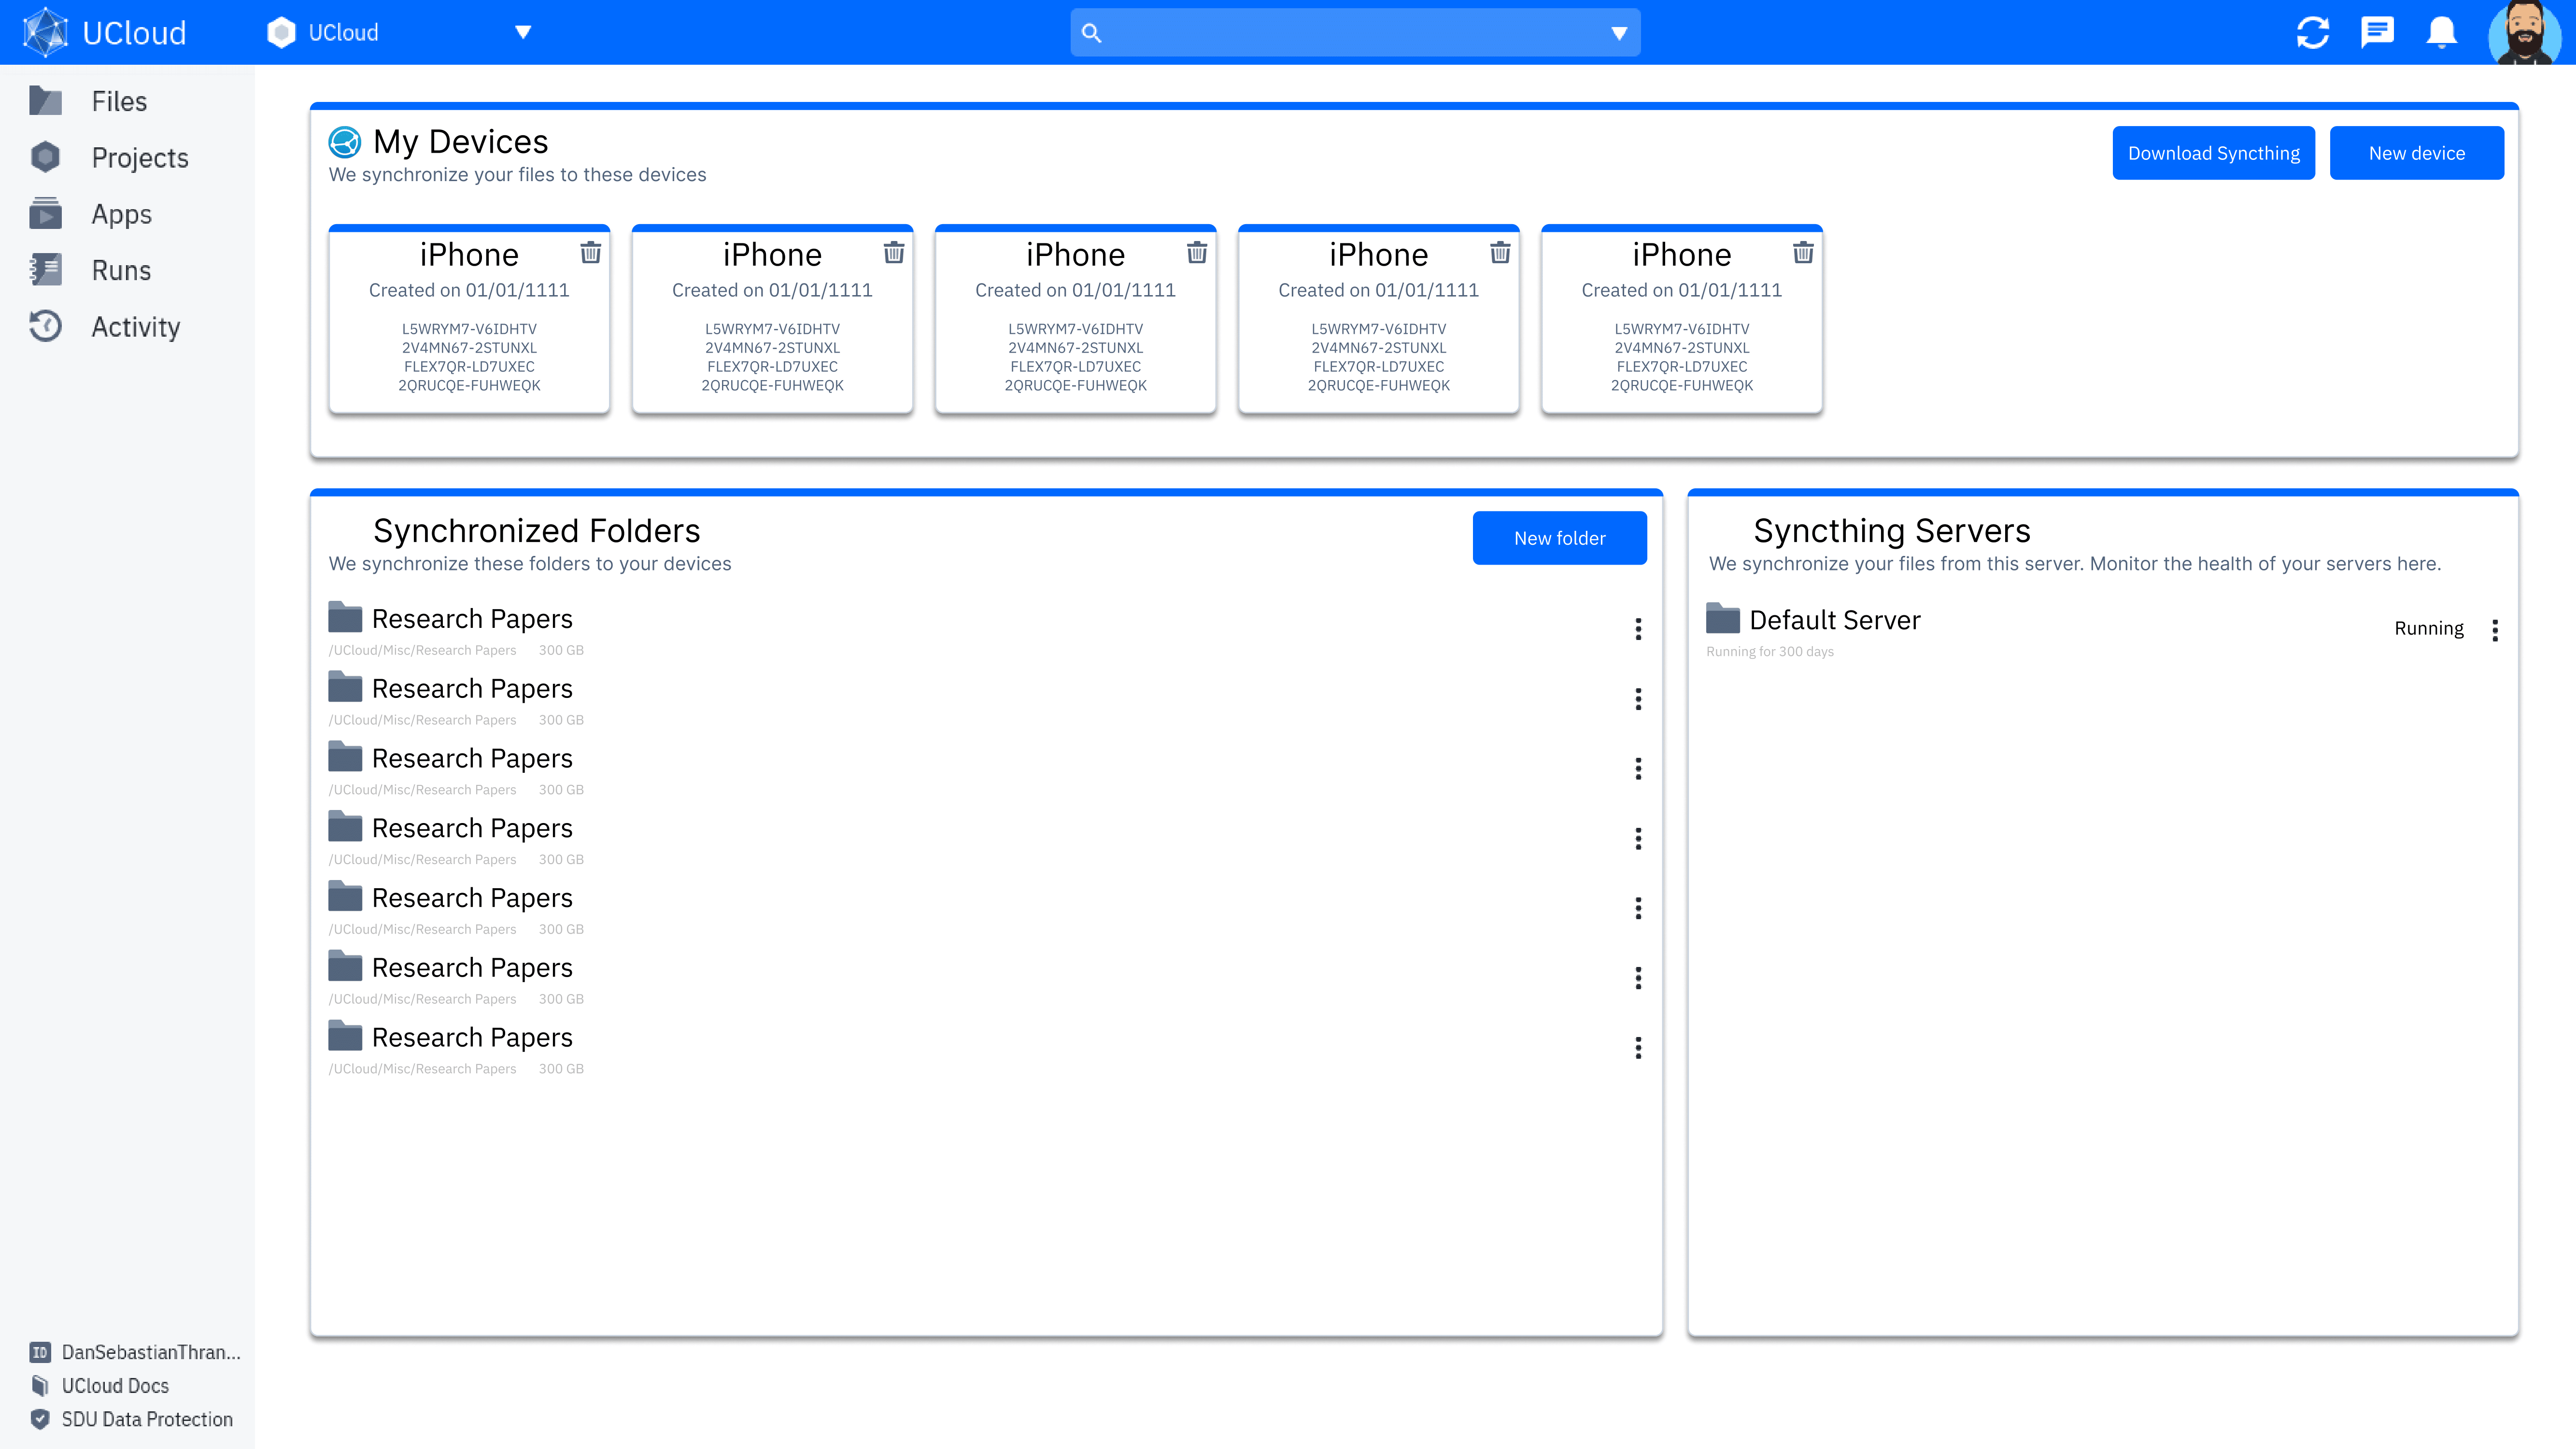 UCloud
UCloud
Files
Projects
Apps
Runs
Activity
My Devices
We synchronize your files to these devices
Download Syncthing
New device
iPhone
Created on 01/01/1111
L5WRYM7-V6IDHTV
2V4MN67-2STUNXL
FLEX7QR-LD7UXEC
2QRUCQE-FUHWEQK
iPhone
Created on 01/01/1111
L5WRYM7-V6IDHTV
2V4MN67-2STUNXL
FLEX7QR-LD7UXEC
2QRUCQE-FUHWEQK
iPhone
Created on 01/01/1111
L5WRYM7-V6IDHTV
2V4MN67-2STUNXL
FLEX7QR-LD7UXEC
2QRUCQE-FUHWEQK
iPhone
Created on 01/01/1111
L5WRYM7-V6IDHTV
2V4MN67-2STUNXL
FLEX7QR-LD7UXEC
2QRUCQE-FUHWEQK
iPhone
Created on 01/01/1111
L5WRYM7-V6IDHTV
2V4MN67-2STUNXL
FLEX7QR-LD7UXEC
2QRUCQE-FUHWEQK
Synchronized Folders
We synchronize these folders to your devices
New folder
Research Papers
/UCloud/Misc/Research Papers 300 GB
Research Papers
/UCloud/Misc/Research Papers 300 GB
Research Papers
/UCloud/Misc/Research Papers 300 GB
Research Papers
/UCloud/Misc/Research Papers 300 GB
Research Papers
/UCloud/Misc/Research Papers 300 GB
Research Papers
/UCloud/Misc/Research Papers 300 GB
Research Papers
/UCloud/Misc/Research Papers 300 GB
Syncthing Servers
We synchronize your files from this server. Monitor the health of your servers here.
Default Server
Running for 300 days
Running
ID DanSebastianThran...
UCloud Docs
SDU Data Protection